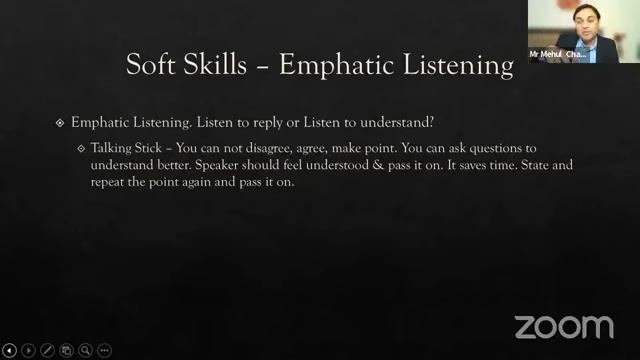 Mr Mehul Cha...
Soft Skills – Emphatic Listening
Emphatic Listening. Listen to reply or Listen to understand?
Talking Stick – You can not disagree, agree, make point. You can ask questions to
understand better. Speaker should feel understood & pass it on. It saves time. State and
repeat the point again and pass it on.
zoom